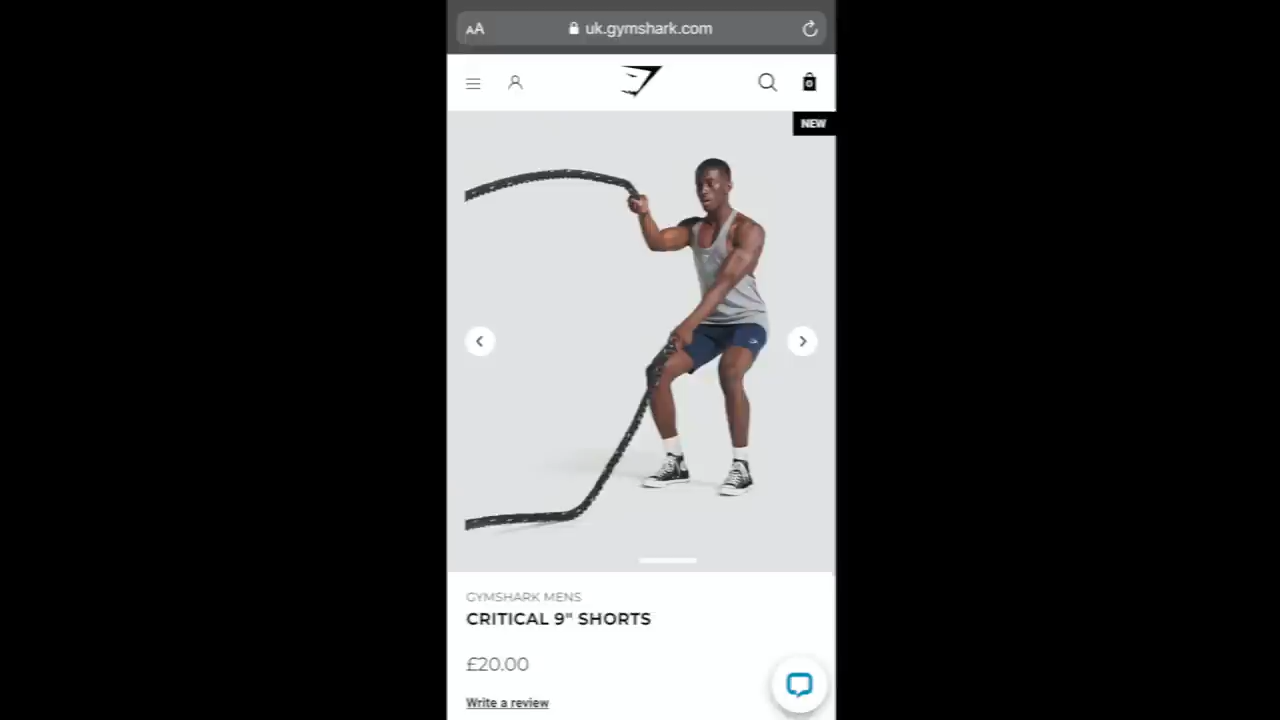 AA uk.gymshark.com
0
NEW
GYMSHARK MENS
CRITICAL 9" SHORTS
£20.00
Write a review